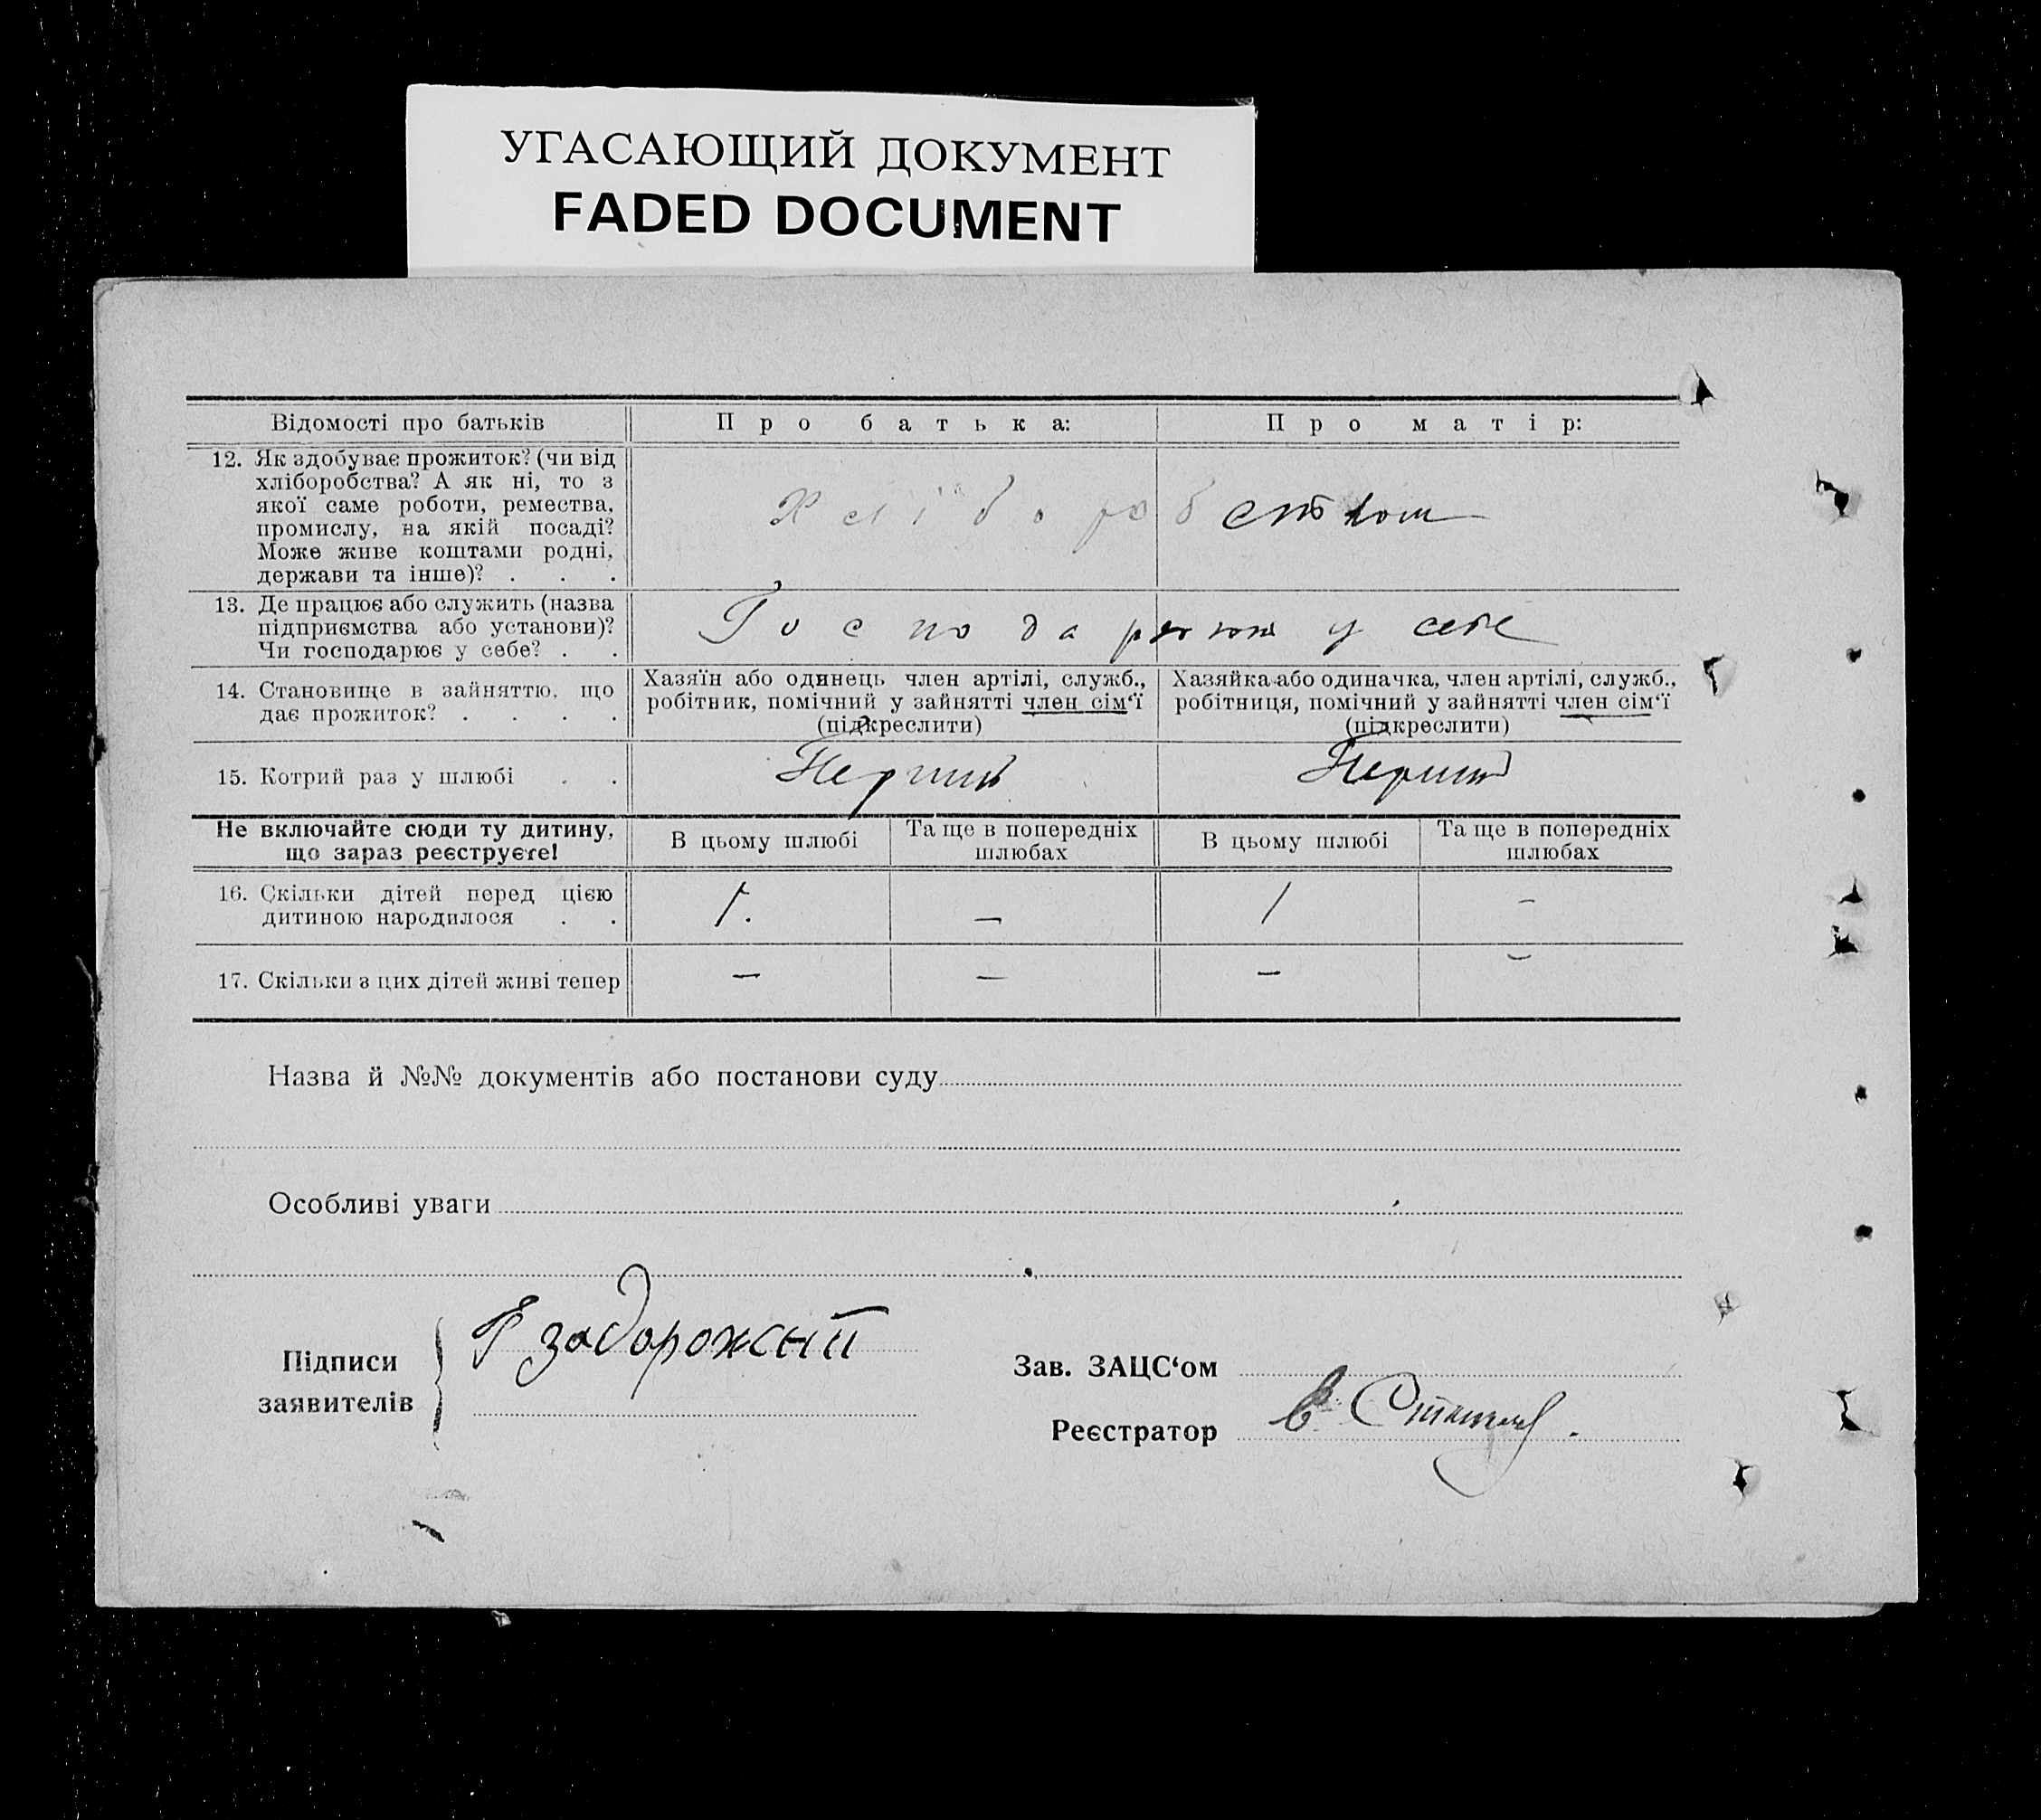 УГАСАЮЩИЙ ДОКУМЕНТ
FADED DOCUMENT
Відомості про батьків
Про батька:
Про матір:
12. Як здобуває прожиток? (чи від
хліборобства? А як ні, то з
якої саме роботи, ремества,
промислу, на якій посаді?
Може живе коштами родні,
держави та інше)? . . .
Хліборобством
13. Де працює або служить (назва
підприємства або установи)?
Чи господарює у себе? . .
Господарюють у себе
14. Становище в зайняттю, що
дає прожиток? . . . .
Хазяїн або одинець член артілі, служб.,
робітник, помічний у зайнятті член сім‘ї
(підкреслити)
Хазяйка або одиначка, член артілі, служб.,
робітниця, помічний у зайнятті член сім‘ї
(підкреслити)
15. Котрий раз у шлюбі . .
Перший
Перший
Не включайте сюди ту дитину,
що зараз реєструєте!
В цьому шлюбі
Та ще в попередніх
шлюбах
В цьому шлюбі
Та ще в попередніх
шлюбах
16. Скільки дітей перед цією
дитиною народилося . .
1.
—
1
—
17. Скільки з цих дітей живі тепер
—
—
—
—
Назва й №№ документів або постанови суду
Особливі уваги
Підписи
заявителів
Задорожній
Зав. ЗАЦС‘ом
Реєстратор
В